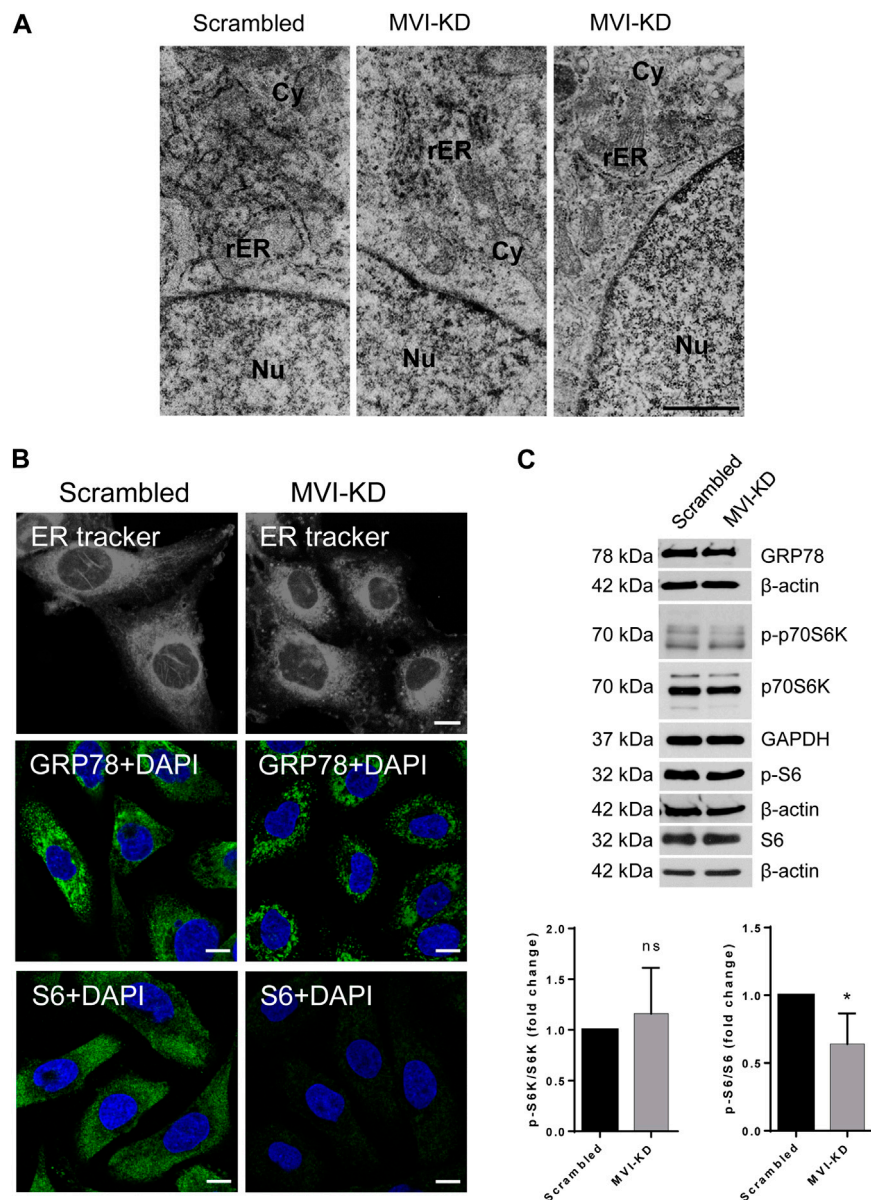 A
Scrambled MVI-KD MVI-KD
Cy Cy
rER rER
rER Cy
Nu Nu Nu
B
Scrambled MVI-KD
ER tracker ER tracker
GRP78+DAPI GRP78+DAPI
S6+DAPI S6+DAPI
C
Scrambled MVI-KD
78 kDa GRP78
42 kDa β-actin
70 kDa p-p70S6K
70 kDa p70S6K
37 kDa GAPDH
32 kDa p-S6
42 kDa β-actin
32 kDa S6
42 kDa β-actin
p-S6K/S6K (fold change)
2.0
1.5
1.0
0.5
0.0
ns
Scrambled MVI-KD
p-S6/S6 (fold change)
1.5
1.0
0.5
0.0
*
Scrambled MVI-KD